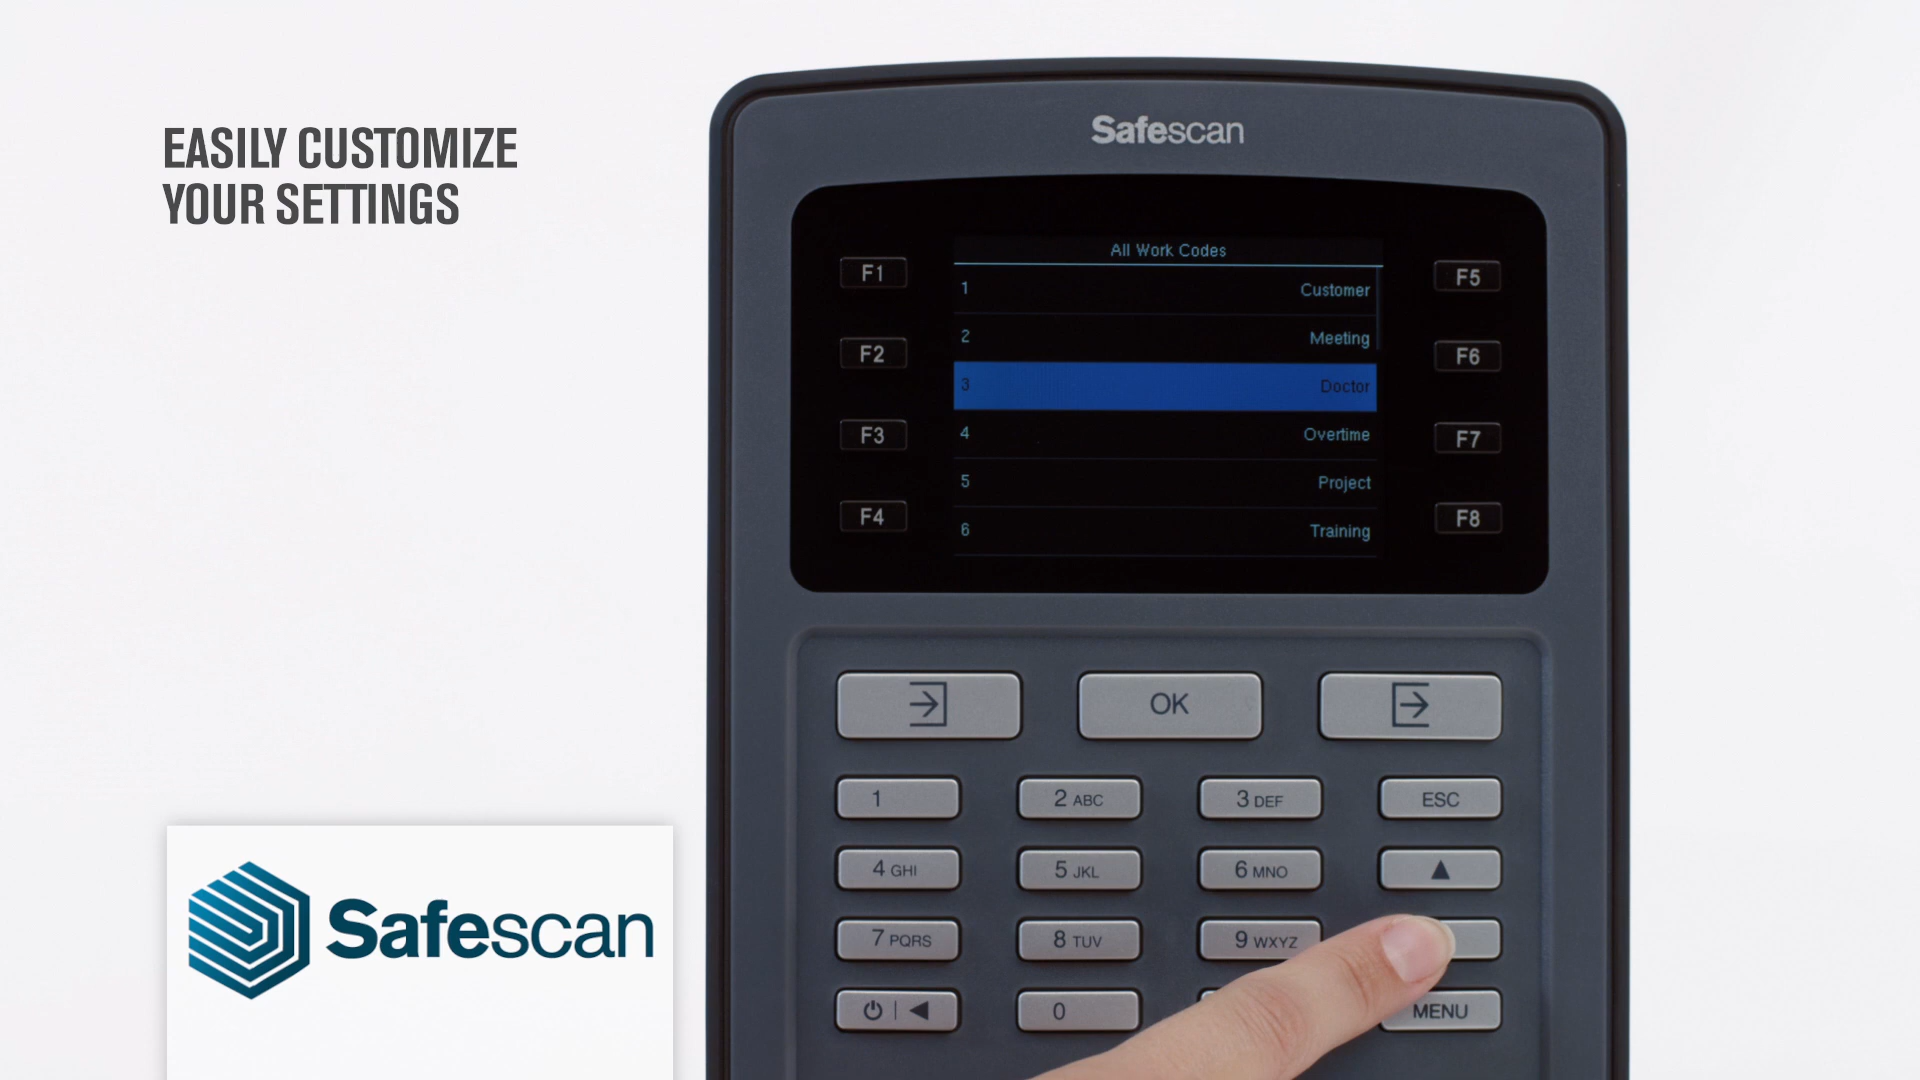 EASILY CUSTOMIZE
YOUR SETTINGS
Safescan
All Work Codes
1 Customer
2 Meeting
3 Doctor
4 Overtime
5 Project
6 Training
F1
F2
F3
F4
F5
F6
F7
F8
OK
1
2 ABC
3 DEF
ESC
4 GHI
5 JKL
6 MNO
7 PQRS
8 TUV
9 WXYZ
0
MENU
Safescan